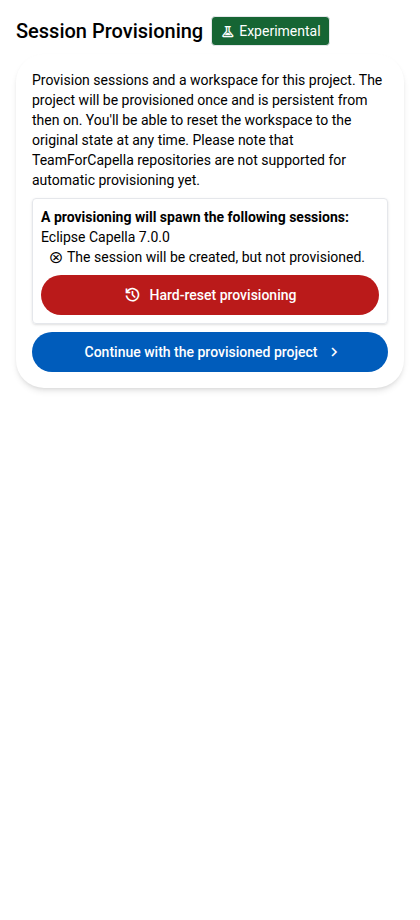 Session Provisioning
Experimental
Provision sessions and a workspace for this project. The
project will be provisioned once and is persistent from
then on. You'll be able to reset the workspace to the
original state at any time. Please note that
TeamForCapella repositories are not supported for
automatic provisioning yet.
A provisioning will spawn the following sessions:
Eclipse Capella 7.0.0
The session will be created, but not provisioned.
Hard-reset provisioning
Continue with the provisioned project